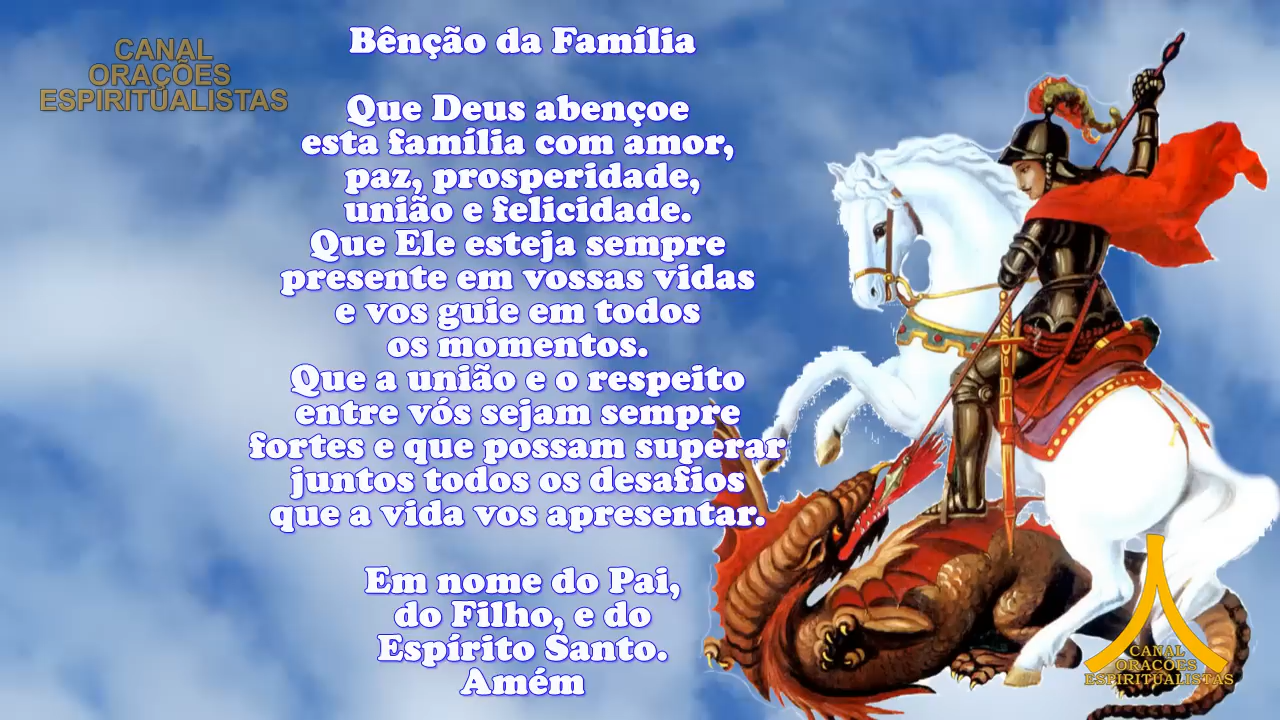 CANAL
ORAÇÕES
ESPIRITUALISTAS
Bênção da Família
Que Deus abençoe
esta família com amor,
paz, prosperidade,
união e felicidade.
Que Ele esteja sempre
presente em vossas vidas
e vos guie em todos
os momentos.
Que a união e o respeito
entre vós sejam sempre
fortes e que possam superar
juntos todos os desafios
que a vida vos apresentar.
Em nome do Pai,
do Filho, e do
Espírito Santo.
Amém
CANAL
ORAÇÕES
ESPIRITUALISTAS